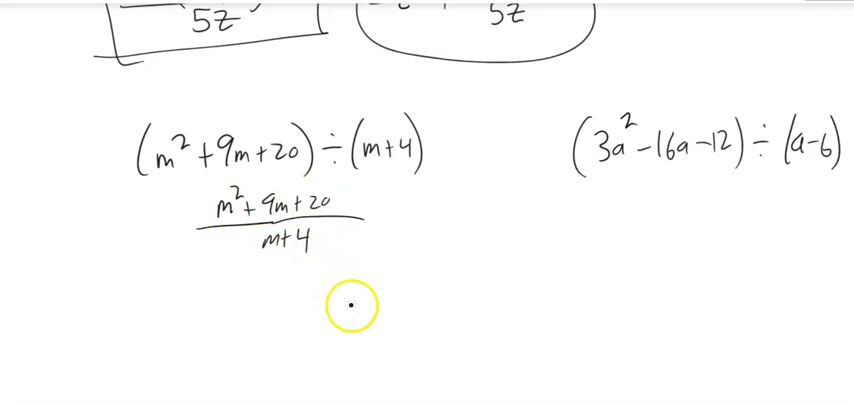 5z
5z
(m² + 9m + 20) ÷ (m + 4)
(3a² - 16a - 12) ÷ (a - 6)
m² + 9m + 20
m + 4